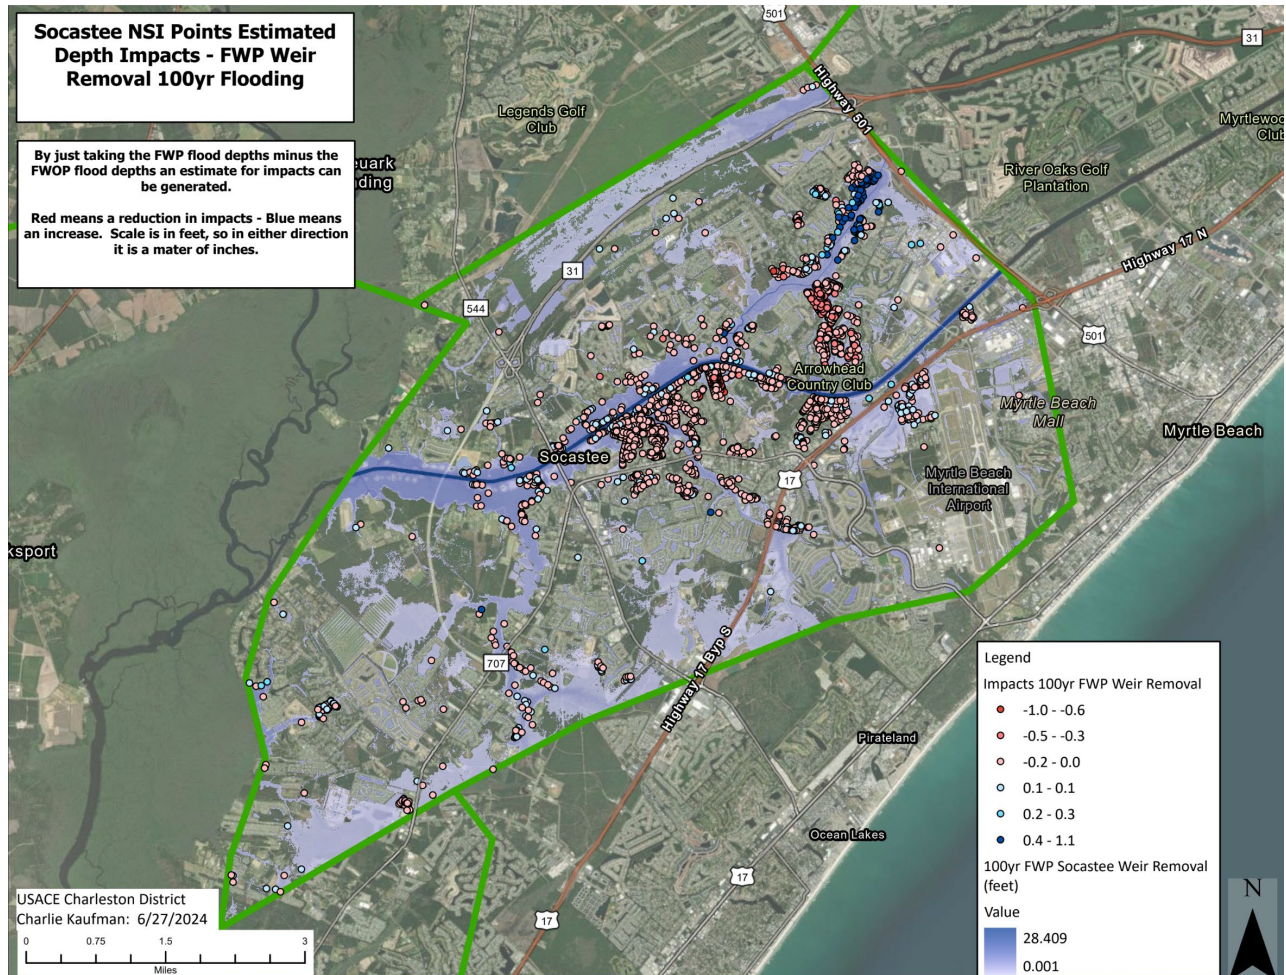 Socastee NSI Points Estimated
Depth Impacts - FWP Weir
Removal 100yr Flooding
By just taking the FWP flood depths minus the
FWOP flood depths an estimate for impacts can
be generated.
Red means a reduction in impacts - Blue means
an increase. Scale is in feet, so in either direction
it is a mater of inches.
501
31
Highway 501
Legends Golf
Club
Myrtlewoo
Club
euark
nding
River Oaks Golf
Plantation
Highway 17 N
31
544
501
Arrowhead
Country Club
Myrtle Beach
Mall
Myrtle Beach
Socastee
17
Myrtle Beach
International
Airport
ksport
707
Highway 17 Byp S
Pirateland
Ocean Lakes
17
17
Legend
Impacts 100yr FWP Weir Removal
-1.0 - -0.6
-0.5 - -0.3
-0.2 - 0.0
0.1 - 0.1
0.2 - 0.3
0.4 - 1.1
100yr FWP Socastee Weir Removal
(feet)
Value
28.409
0.001
N
USACE Charleston District
Charlie Kaufman: 6/27/2024
0 0.75 1.5 3
Miles